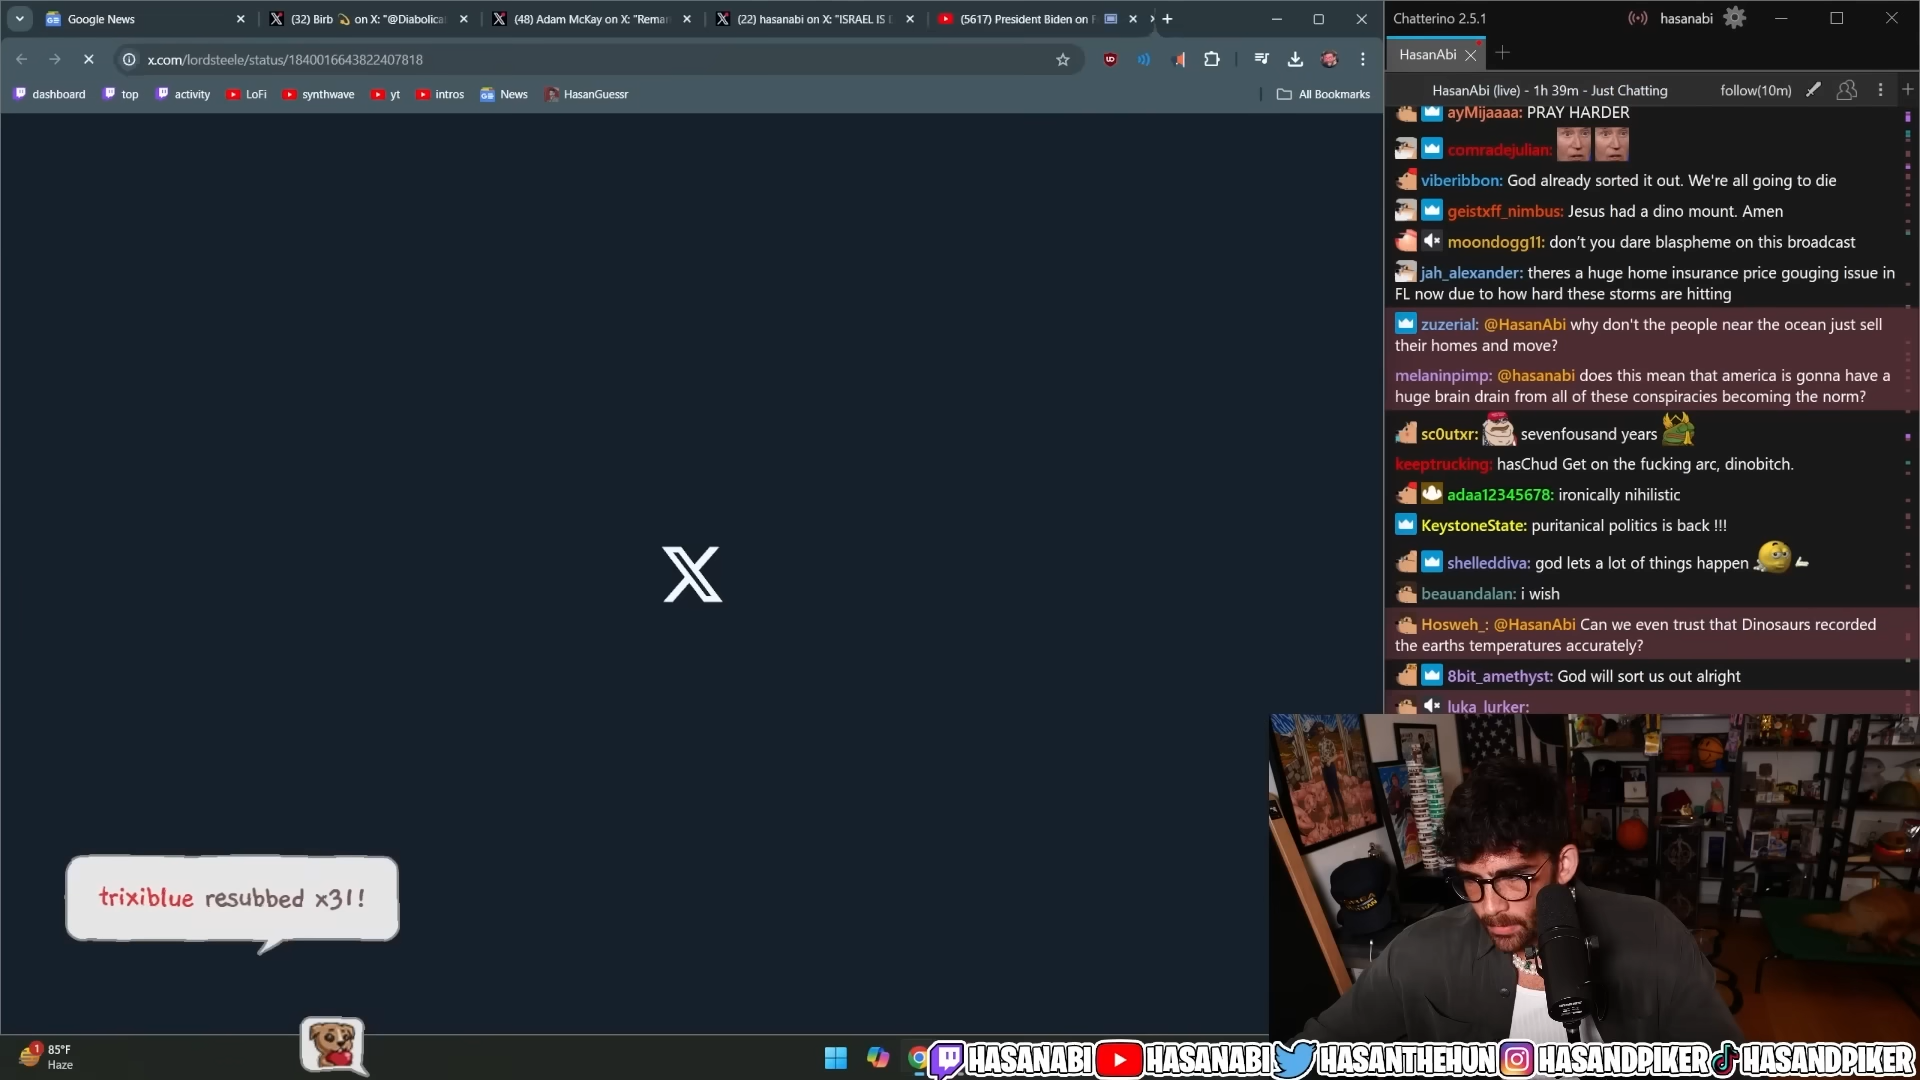 Google News
(32) Birb on X: "@Diabolica
(48) Adam McKay on X: "Remar
(22) hasanabi on X: "ISRAEL IS
(5617) President Biden on F
x.com/lordsteele/status/1840016643822407818
dashboard
top
activity
LoFi
synthwave
yt
intros
News
HasanGuessr
All Bookmarks
X
trixiblue resubbed x31!
1
85°F
Haze
Chatterino 2.5.1
hasanabi
HasanAbi
HasanAbi (live) - 1h 39m - Just Chatting
follow(10m)
ayMijaaaa: PRAY HARDER
comradejulian:
viberibbon: God already sorted it out. We're all going to die
geistxff_nimbus: Jesus had a dino mount. Amen
moondogg11: don't you dare blaspheme on this broadcast
jah_alexander: theres a huge home insurance price gouging issue in
FL now due to how hard these storms are hitting
zuzerial: @HasanAbi why don't the people near the ocean just sell
their homes and move?
melaninpimp: @hasanabi does this mean that america is gonna have a
huge brain drain from all of these conspiracies becoming the norm?
sc0utxr: sevenfousand years
keeptrucking: hasChud Get on the fucking arc, dinobitch.
adaa12345678: ironically nihilistic
KeystoneState: puritanical politics is back !!!
shelleddiva: god lets a lot of things happen
beauandalan: i wish
Hosweh_: @HasanAbi Can we even trust that Dinosaurs recorded
the earths temperatures accurately?
8bit_amethyst: God will sort us out alright
luka_lurker:
HASANABI HASANABI HASANTHEHUN HASANDPIKER HASANDPIKER